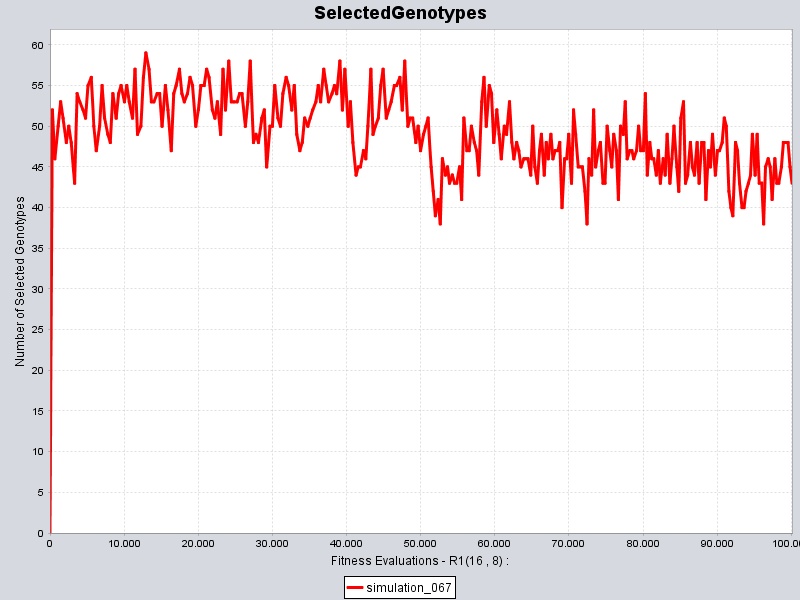 SelectedGenotypes
60
55
50
45
40
35
30
25
20
15
10
5
0
Number of Selected Genotypes
0 10.000 20.000 30.000 40.000 50.000 60.000 70.000 80.000 90.000 100.00
Fitness Evaluations - R1(16 , 8) :
simulation_067